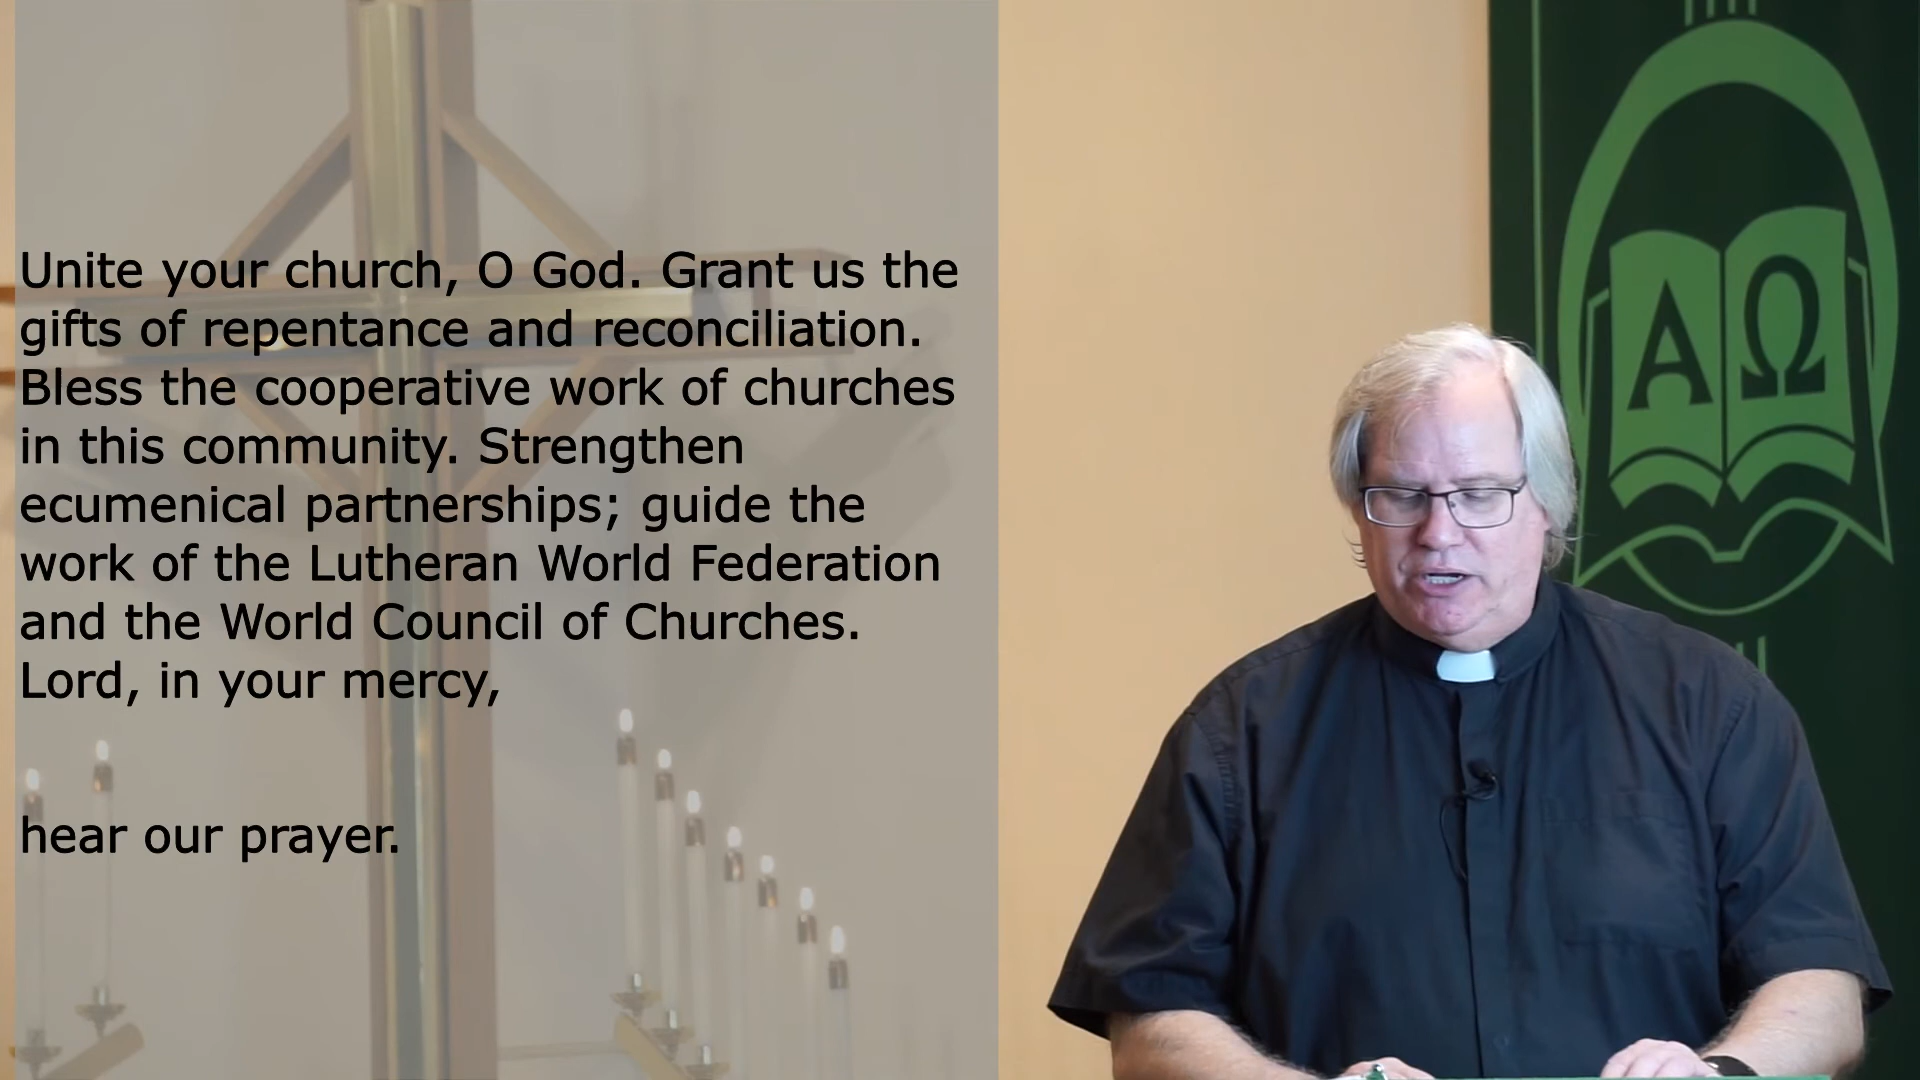 Unite your church, O God. Grant us the
gifts of repentance and reconciliation.
Bless the cooperative work of churches
in this community. Strengthen
ecumenical partnerships; guide the
work of the Lutheran World Federation
and the World Council of Churches.
Lord, in your mercy,
hear our prayer.
Α Ω